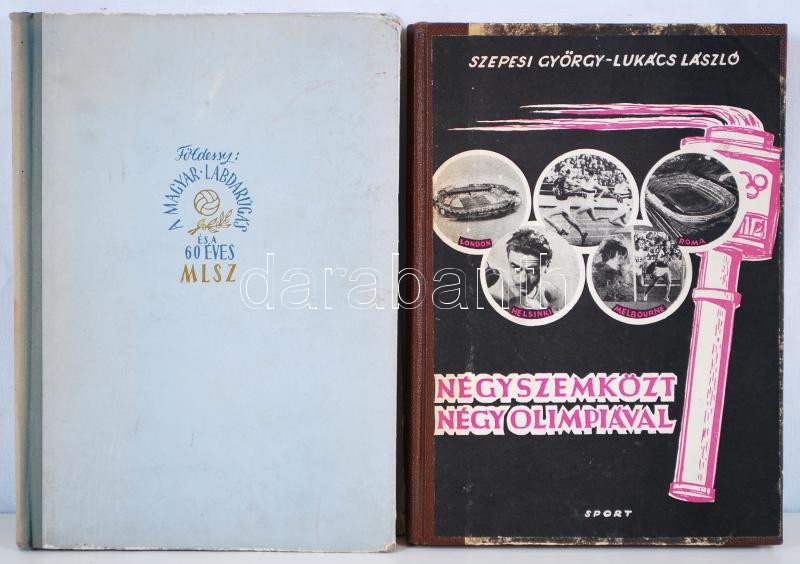 Földessy:
A MAGYAR·LABDARÚGÁS
ÉS A
60 ÉVES
MLSZ
SZEPESI GYÖRGY-LUKÁCS LÁSZLÓ
LONDON
ROMA
HELSINKI
MELBOURNE
NÉGYSZEMKÖZT
NÉGY OLIMPIÁVAL
SPORT
darabanth